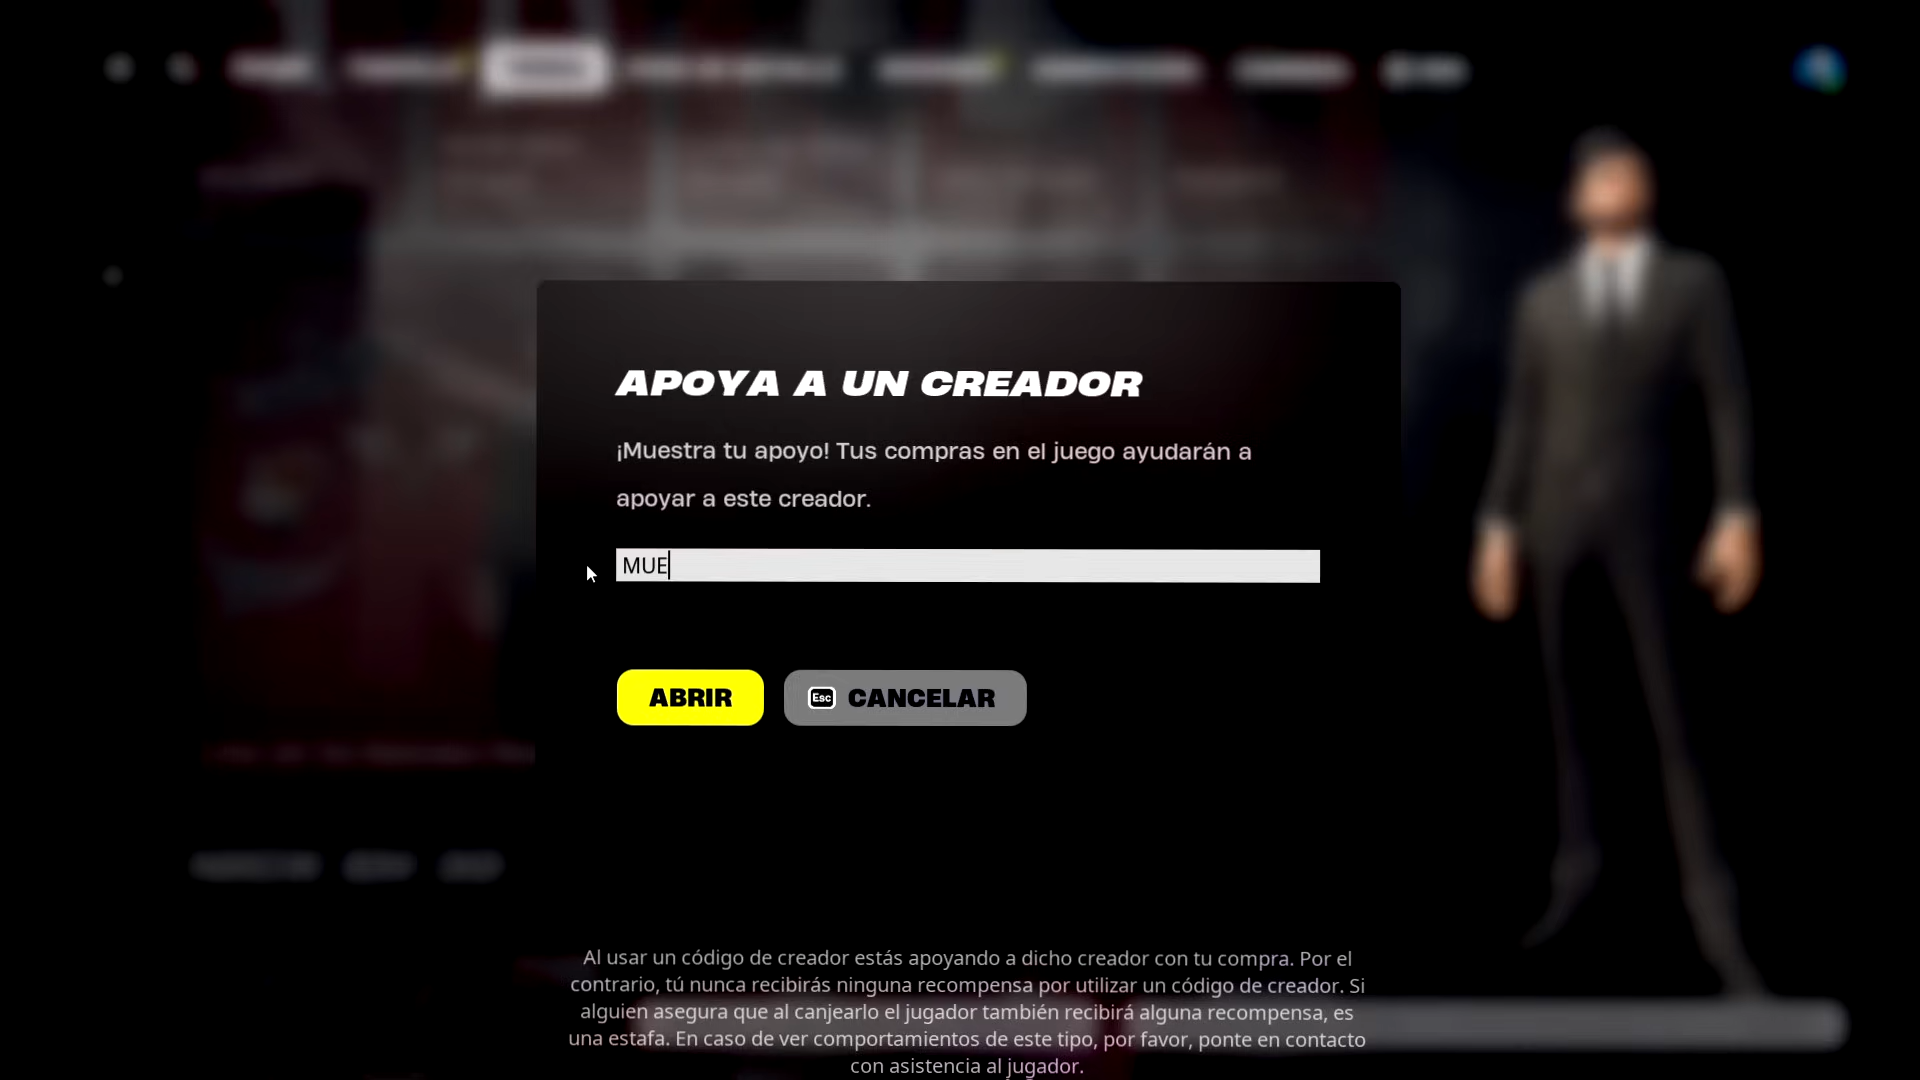 APOYA A UN CREADOR
¡Muestra tu apoyo! Tus compras en el juego ayudarán a
apoyar a este creador.
MUE
ABRIR
Esc CANCELAR
Al usar un código de creador estás apoyando a dicho creador con tu compra. Por el
contrario, tú nunca recibirás ninguna recompensa por utilizar un código de creador. Si
alguien asegura que al canjearlo el jugador también recibirá alguna recompensa, es
una estafa. En caso de ver comportamientos de este tipo, por favor, ponte en contacto
con asistencia al jugador.